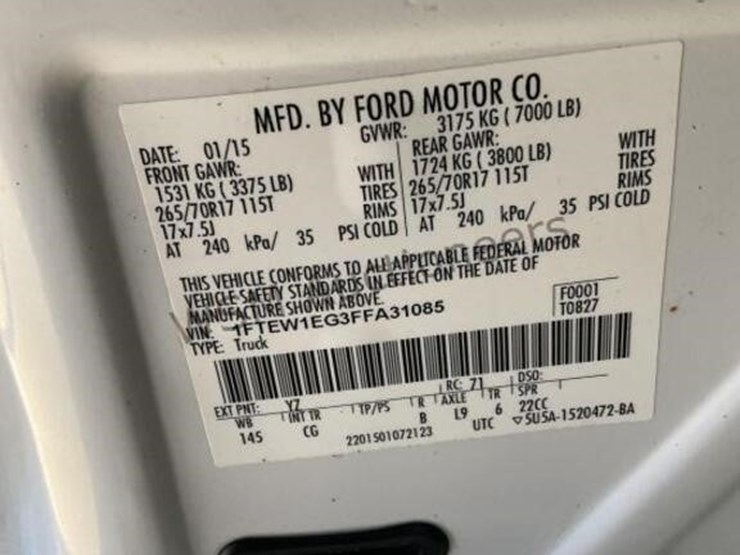 MFD. BY FORD MOTOR CO.
DATE: 01/15 GVWR: 3175 KG ( 7000 LB)
FRONT GAWR: REAR GAWR:
1531 KG ( 3375 LB) WITH 1724 KG ( 3800 LB) WITH
265/70R17 115T TIRES 265/70R17 115T TIRES
17x7.5J RIMS 17x7.5J RIMS
AT 240 kPa/ 35 PSI COLD AT 240 kPa/ 35 PSI COLD
THIS VEHICLE CONFORMS TO ALL APPLICABLE FEDERAL MOTOR
VEHICLE SAFETY STANDARDS IN EFFECT ON THE DATE OF
MANUFACTURE SHOWN ABOVE.
VIN: 1FTEW1EG3FFA31085
TYPE: Truck
F0001
T0827
EXT PNT: YZ RC: 71 DSO:
WB INT TR TP/PS R AXLE TR SPR
145 CG B L9 6 22CC
2201501072123 UTC ▽5U5A-1520472-BA